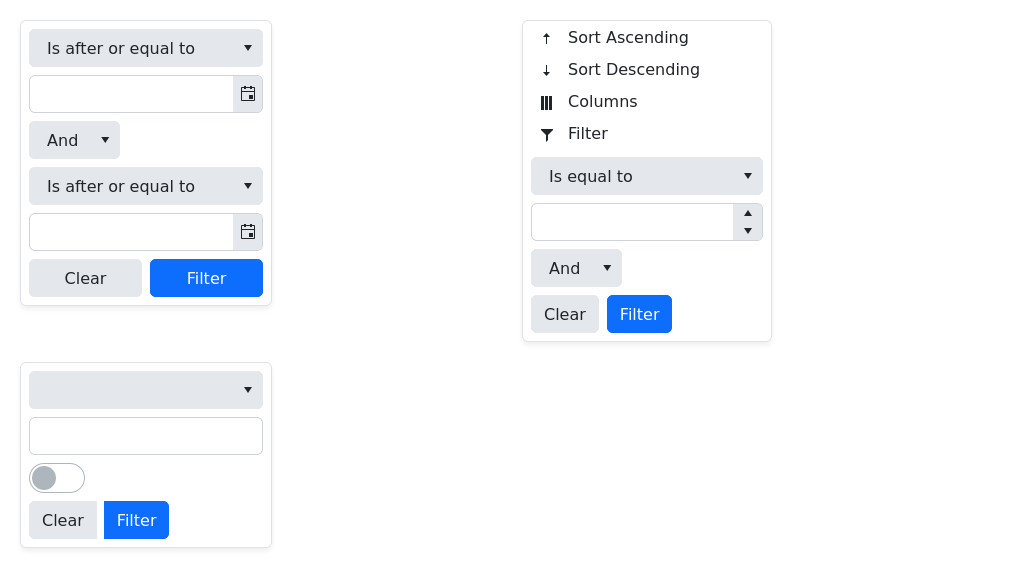 Is after or equal to
And
Is after or equal to
Clear Filter
Sort Ascending
Sort Descending
Columns
Filter
Is equal to
And
Clear Filter
Clear Filter